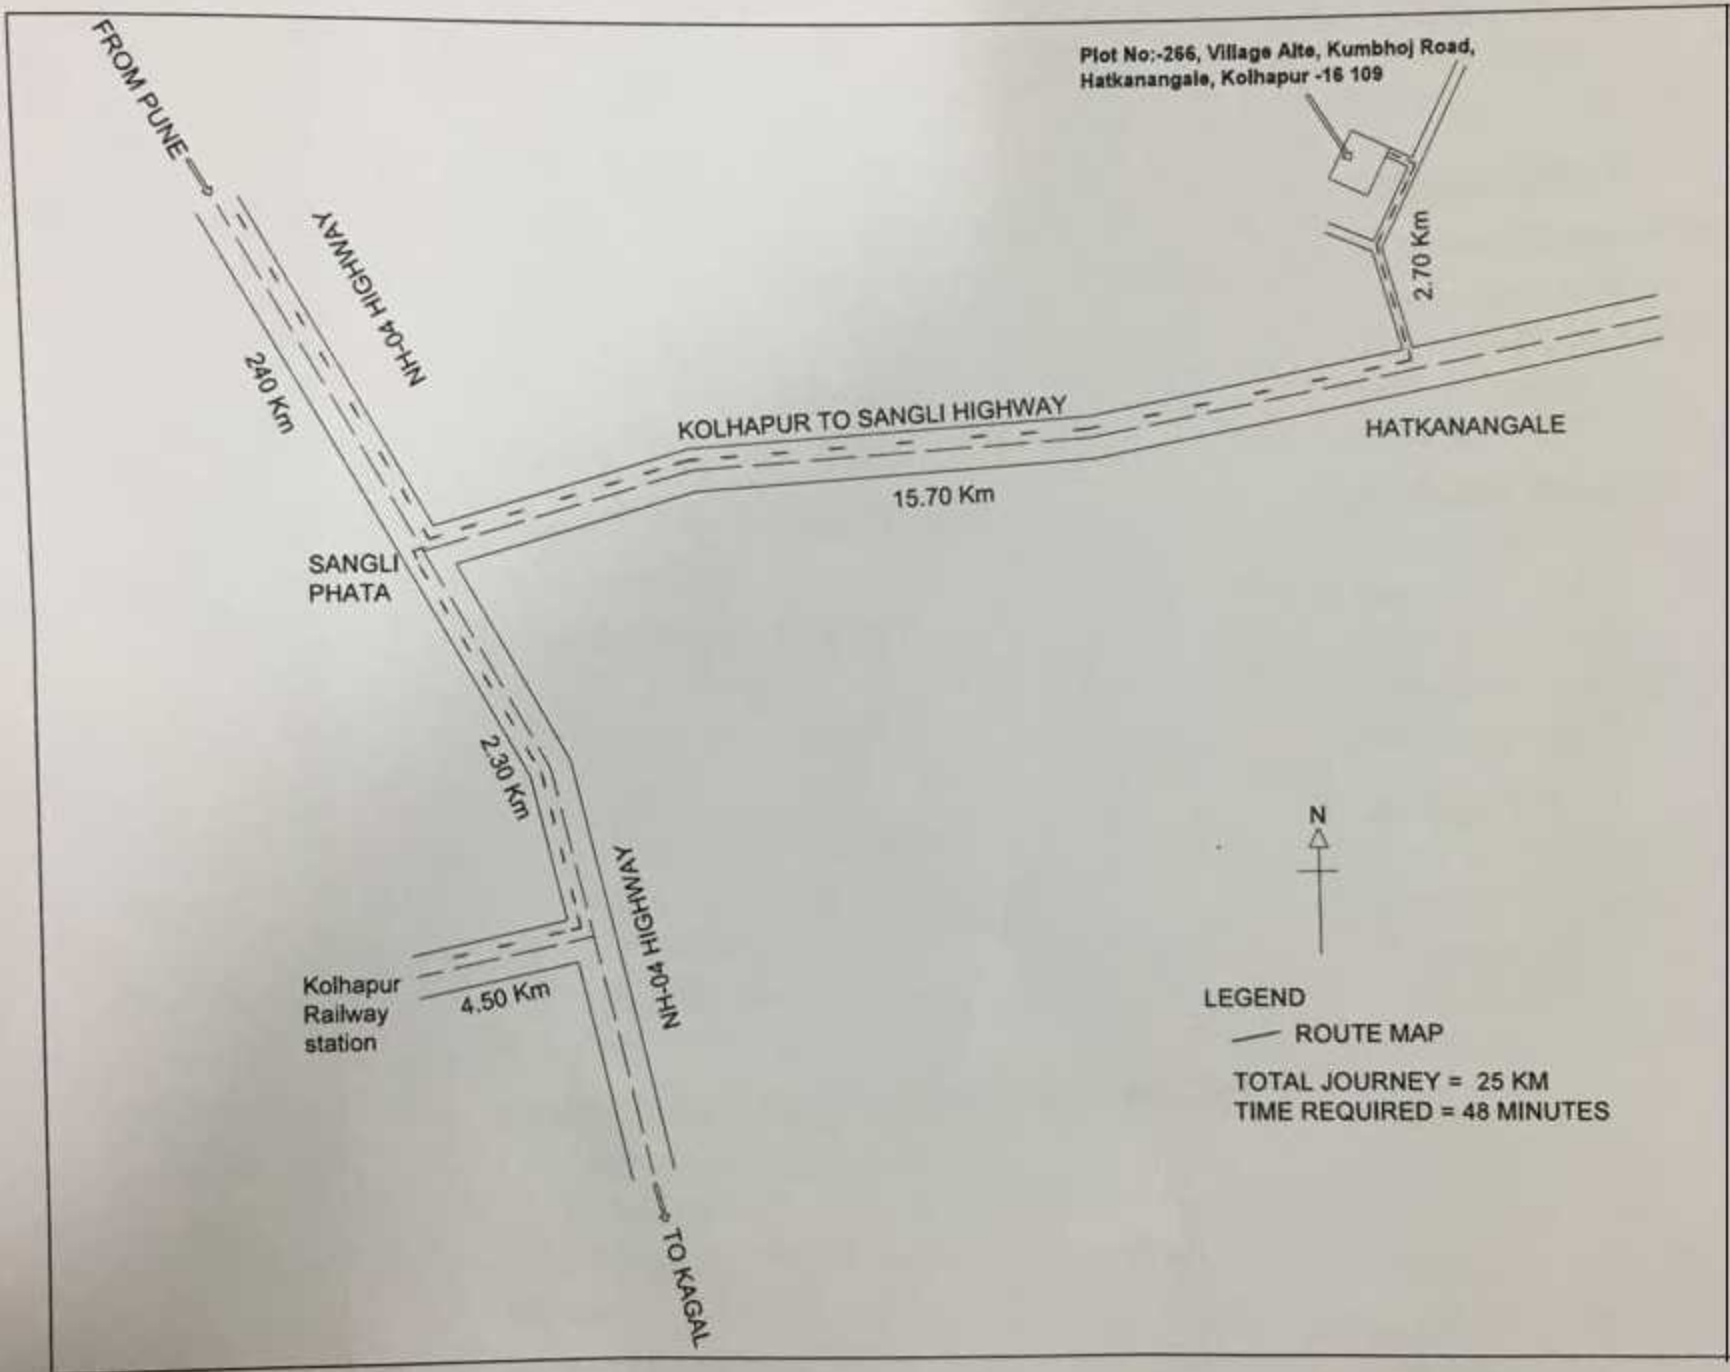 FROM PUNE
Plot No:-266, Village Alte, Kumbhoj Road,
Hatkanangale, Kolhapur -16 109
NH-04 HIGHWAY
2.70 Km
240 Km
KOLHAPUR TO SANGLI HIGHWAY
HATKANANGALE
15.70 Km
SANGLI
PHATA
2.30 Km
N
NH-04 HIGHWAY
Kolhapur
Railway
station
4.50 Km
LEGEND
ROUTE MAP
TOTAL JOURNEY = 25 KM
TIME REQUIRED = 48 MINUTES
TO KAGAL